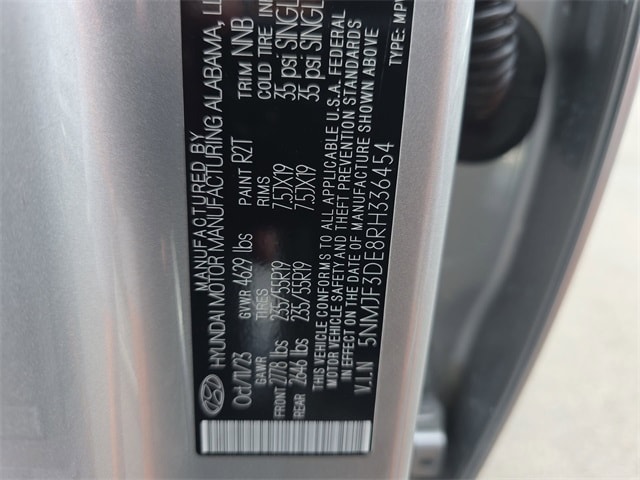 MANUFACTURED BY
HYUNDAI MOTOR MANUFACTURING ALABAMA,
Oct/11/23 GVWR 4629 lbs PAINT R2T TRIM NNB
GAWR TIRES RIMS COLD TIRE
FRONT 2778 lbs 235/55R19 7.5JX19 35 psi SINGL
REAR 2646 lbs 235/55R19 7.5JX19 35 psi SINGL
THIS VEHICLE CONFORMS TO ALL APPLICABLE U.S.A. FEDERAL
MOTOR VEHICLE SAFETY AND THEFT PREVENTION STANDARDS
IN EFFECT ON THE DATE OF MANUFACTURE SHOWN ABOVE
V.I.N 5NMJF3DE8RH336454 TYPE: MPV